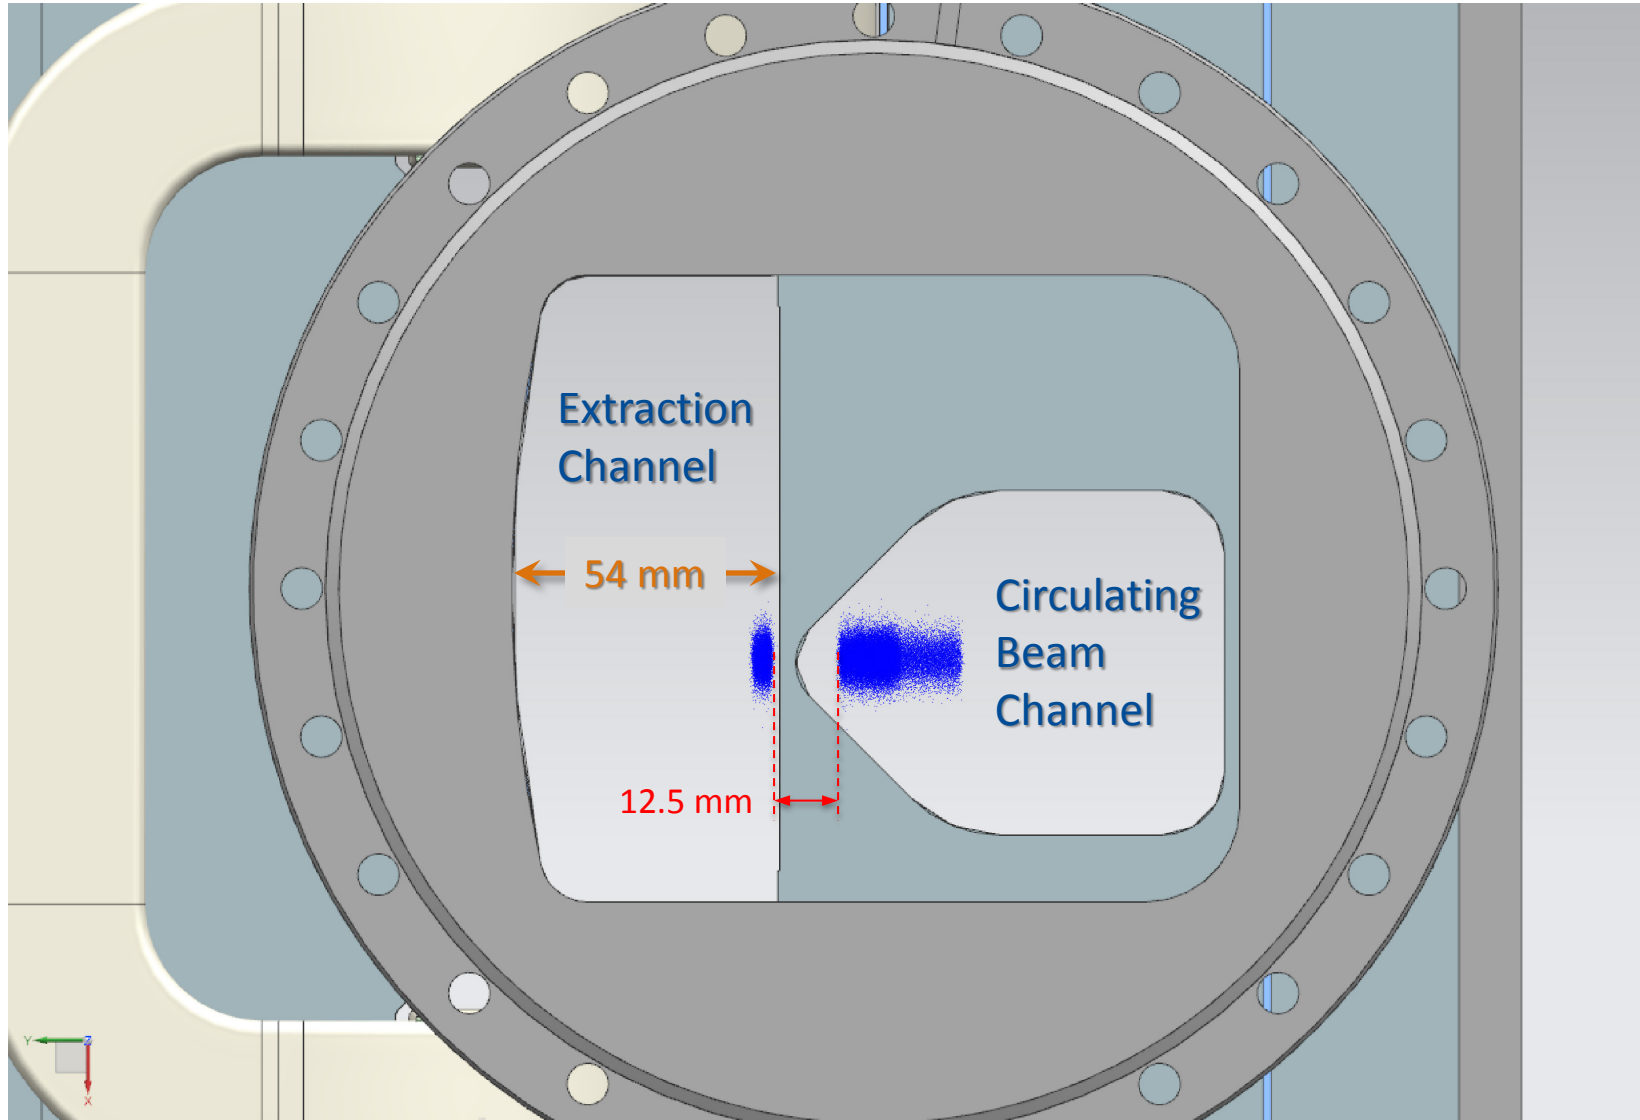 Extraction
Channel
54 mm
Circulating
Beam
Channel
12.5 mm
Y
Z
X